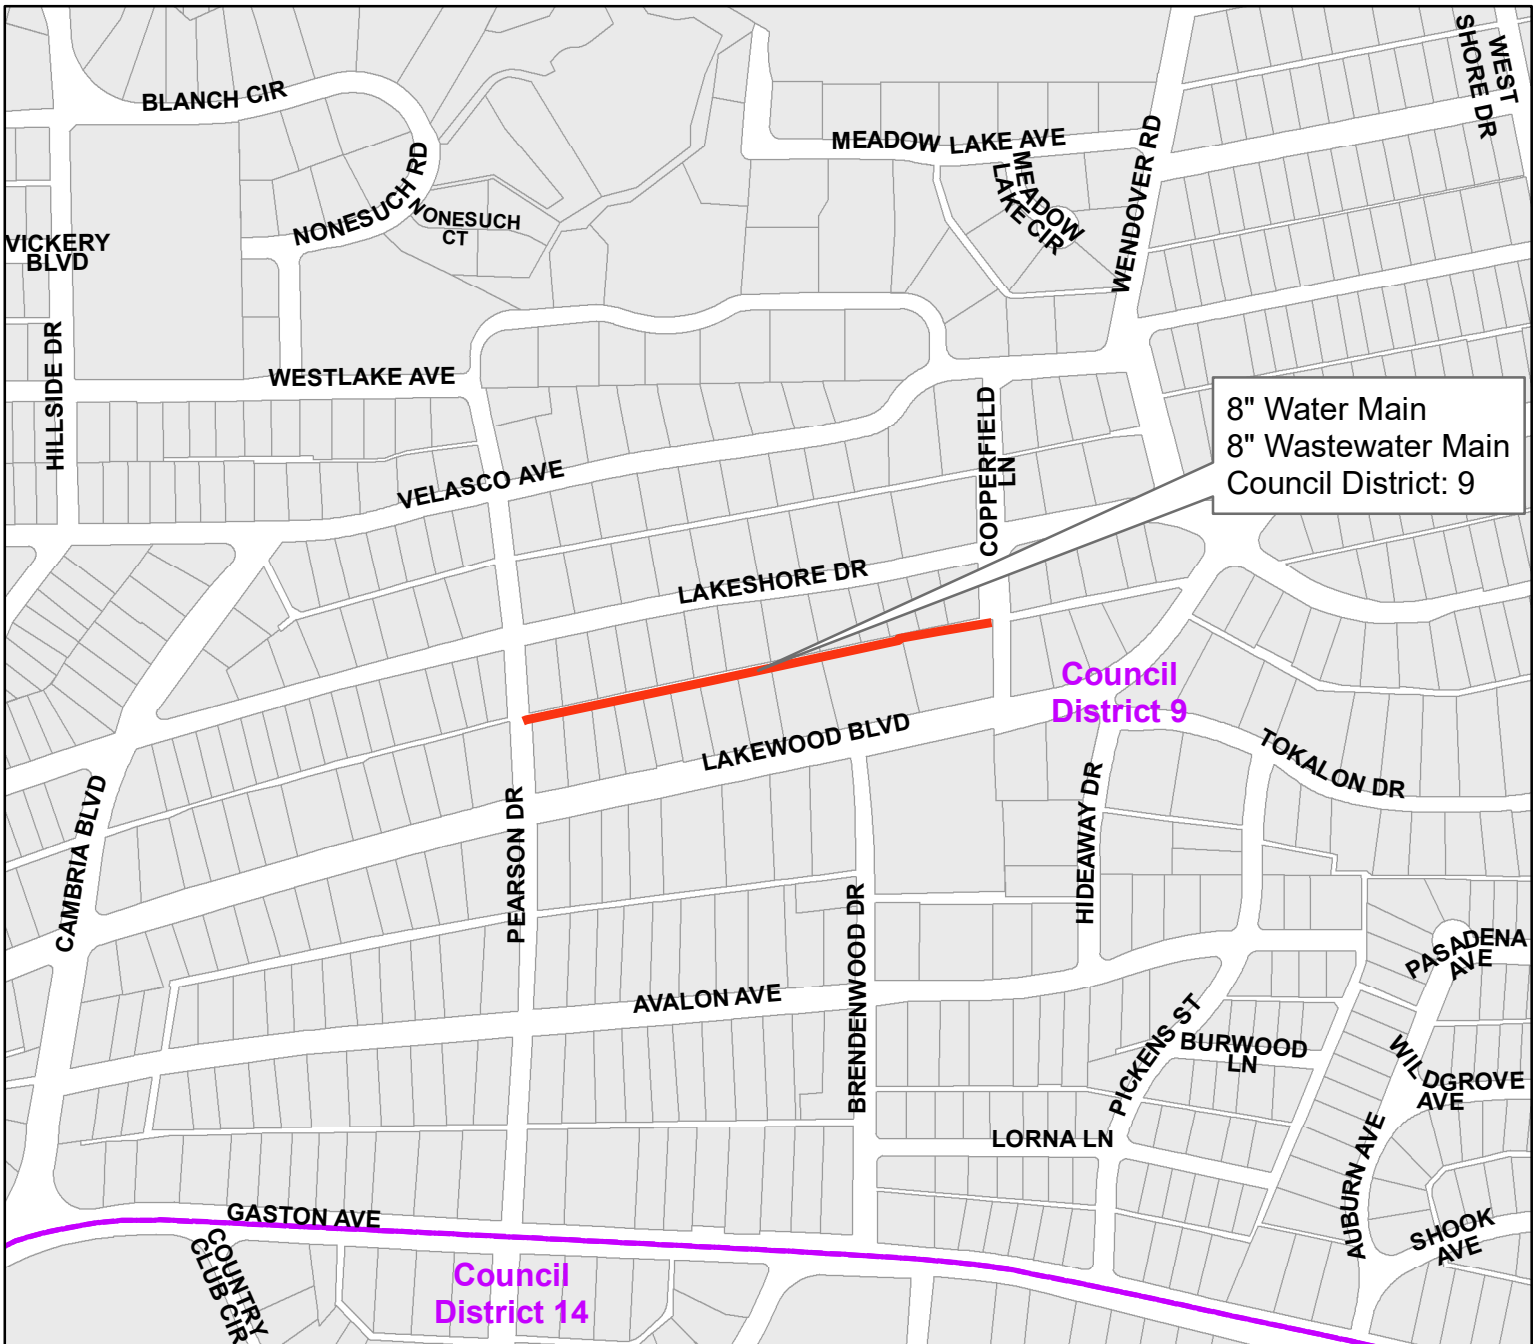 BLANCH CIR
WEST
SHORE DR
MEADOW LAKE AVE
MEADOW
LAKE CIR
WENDOVER RD
NONESUCH RD
NONESUCH
CT
VICKERY
BLVD
HILLSIDE DR
WESTLAKE AVE
COPPERFIELD
LN
8" Water Main
8" Wastewater Main
Council District: 9
VELASCO AVE
LAKESHORE DR
Council
District 9
LAKEWOOD BLVD
TOKALON DR
CAMBRIA BLVD
PEARSON DR
HIDEAWAY DR
BRENDENWOOD DR
PASADENA
AVE
AVALON AVE
PICKENS ST
BURWOOD
LN
WILDGROVE
AVE
LORNA LN
AUBURN AVE
GASTON AVE
COUNTRY
CLUB CIR
SHOOK
AVE
Council
District 14